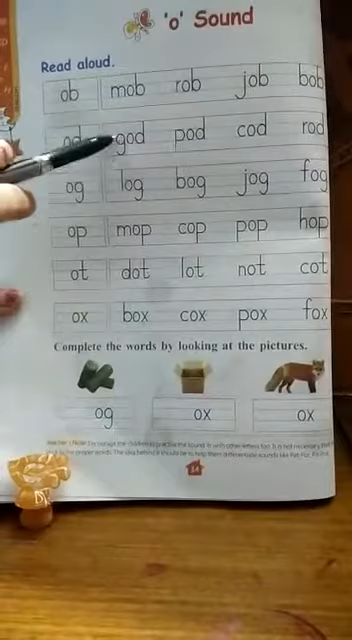 'o' Sound
Read aloud.
ob mob rob job bob
od god pod cod rod
og log bog jog fog
op mop cop pop hop
ot dot lot not cot
ox box cox pox fox
Complete the words by looking at the pictures.
og ox ox
14